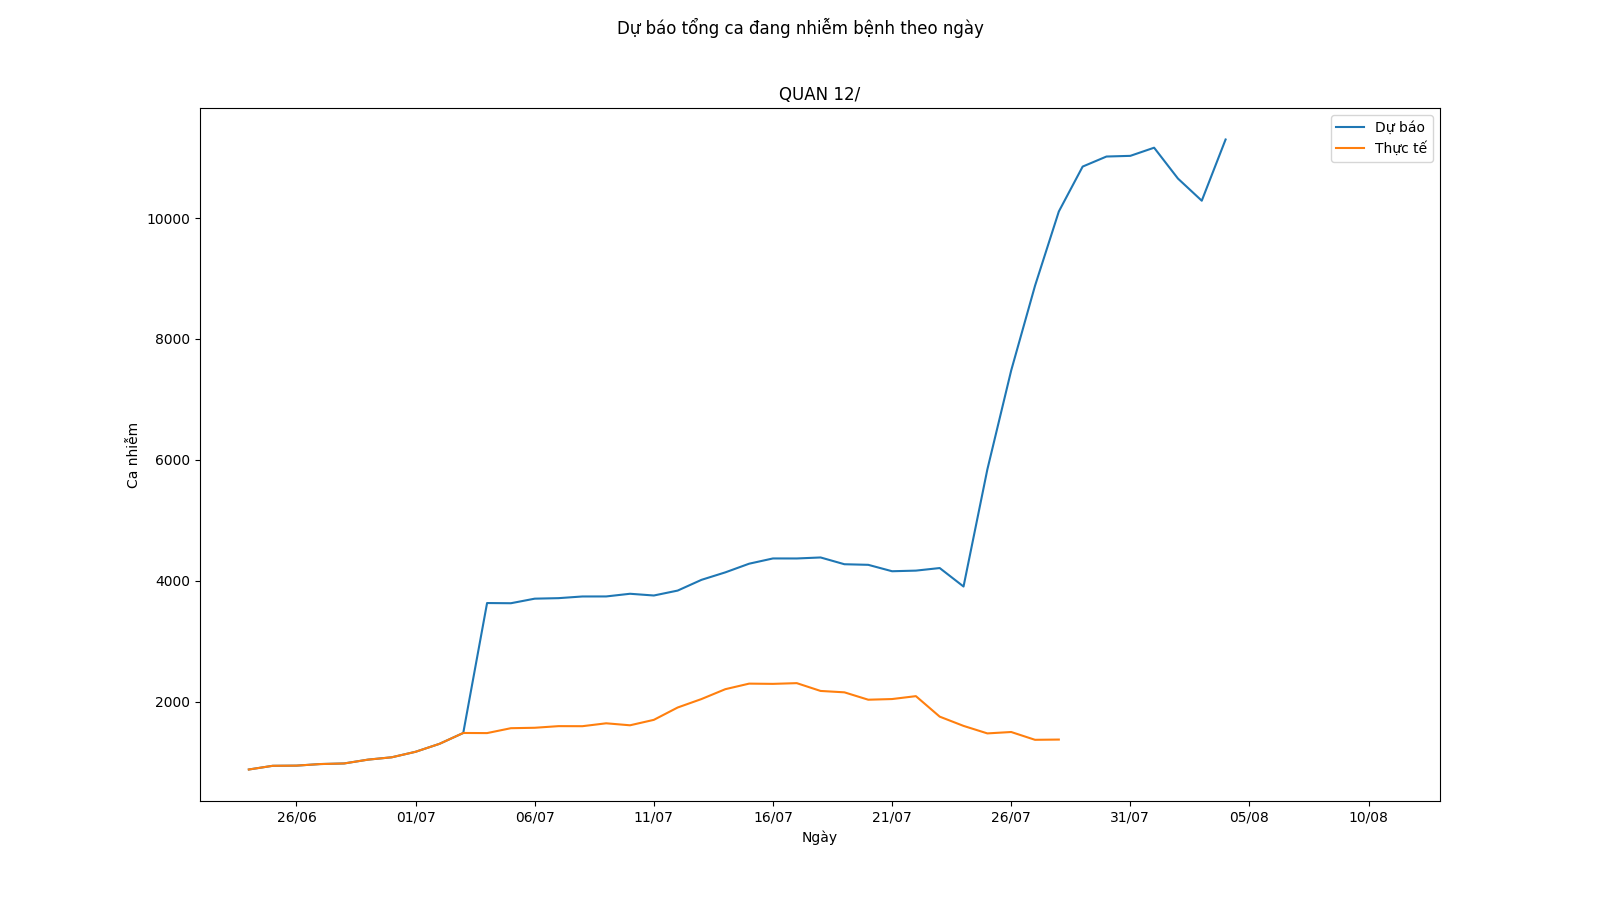 Dự báo tổng ca đang nhiễm bệnh theo ngày
QUAN 12/
Dự báo
Thực tế
Ca nhiễm
10000
8000
6000
4000
2000
26/06 01/07 06/07 11/07 16/07 21/07 26/07 31/07 05/08 10/08
Ngày